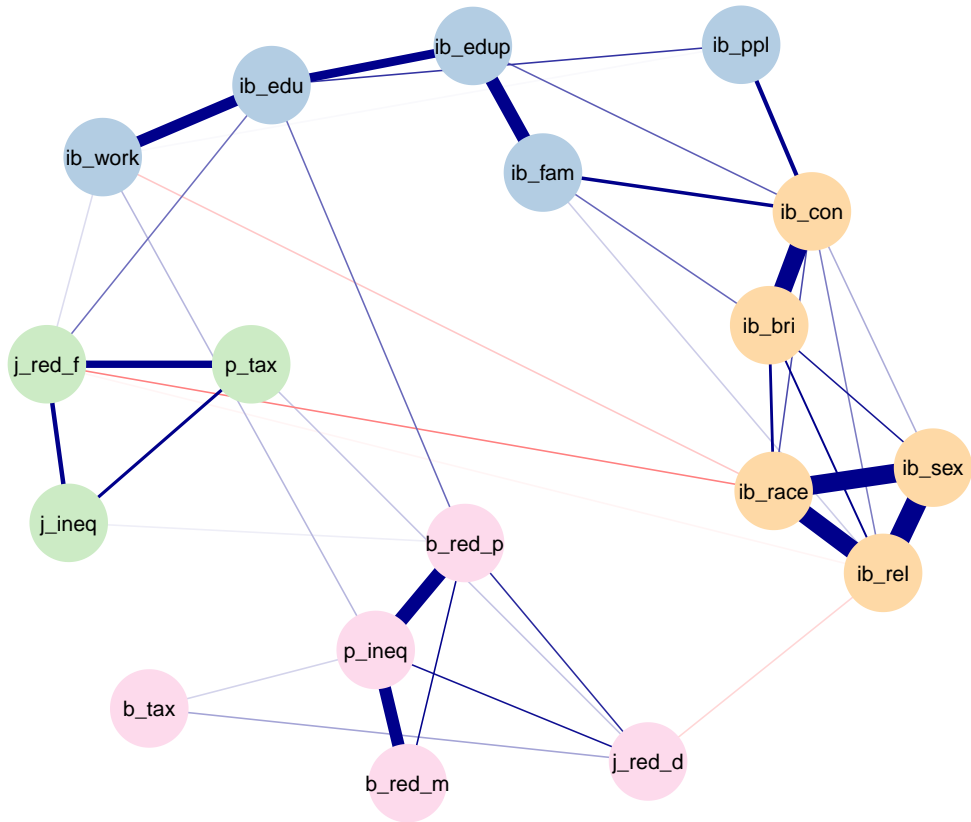 ib_edup
ib_ppl
ib_edu
ib_work
ib_fam
ib_con
ib_bri
j_red_f
p_tax
ib_sex
ib_race
j_ineq
b_red_p
ib_rel
p_ineq
b_tax
j_red_d
b_red_m